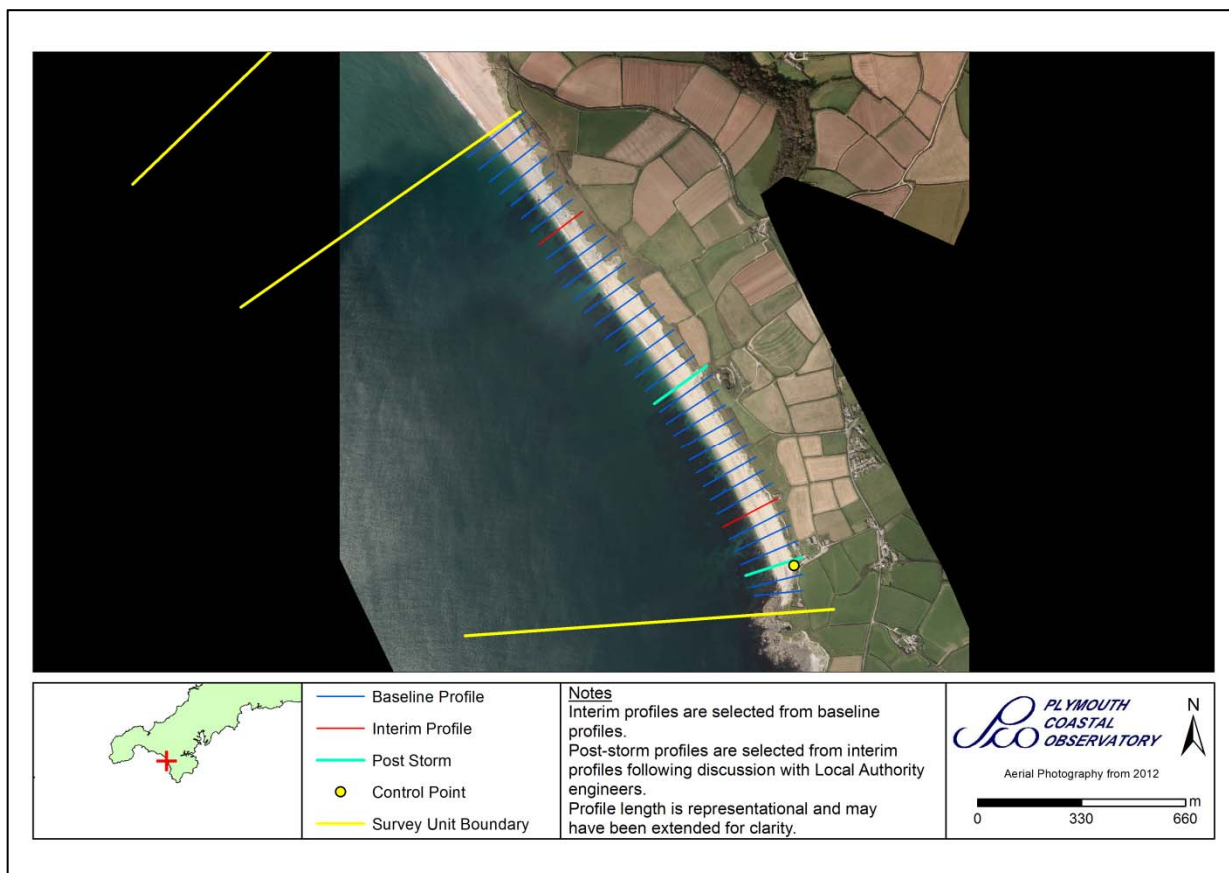 Baseline Profile
Interim Profile
Post Storm
Control Point
Survey Unit Boundary
Notes
Interim profiles are selected from baseline
profiles.
Post-storm profiles are selected from interim
profiles following discussion with Local Authority
engineers.
Profile length is representational and may
have been extended for clarity.
PLYMOUTH
COASTAL
OBSERVATORY
N
Aerial Photography from 2012
m
0 330 660